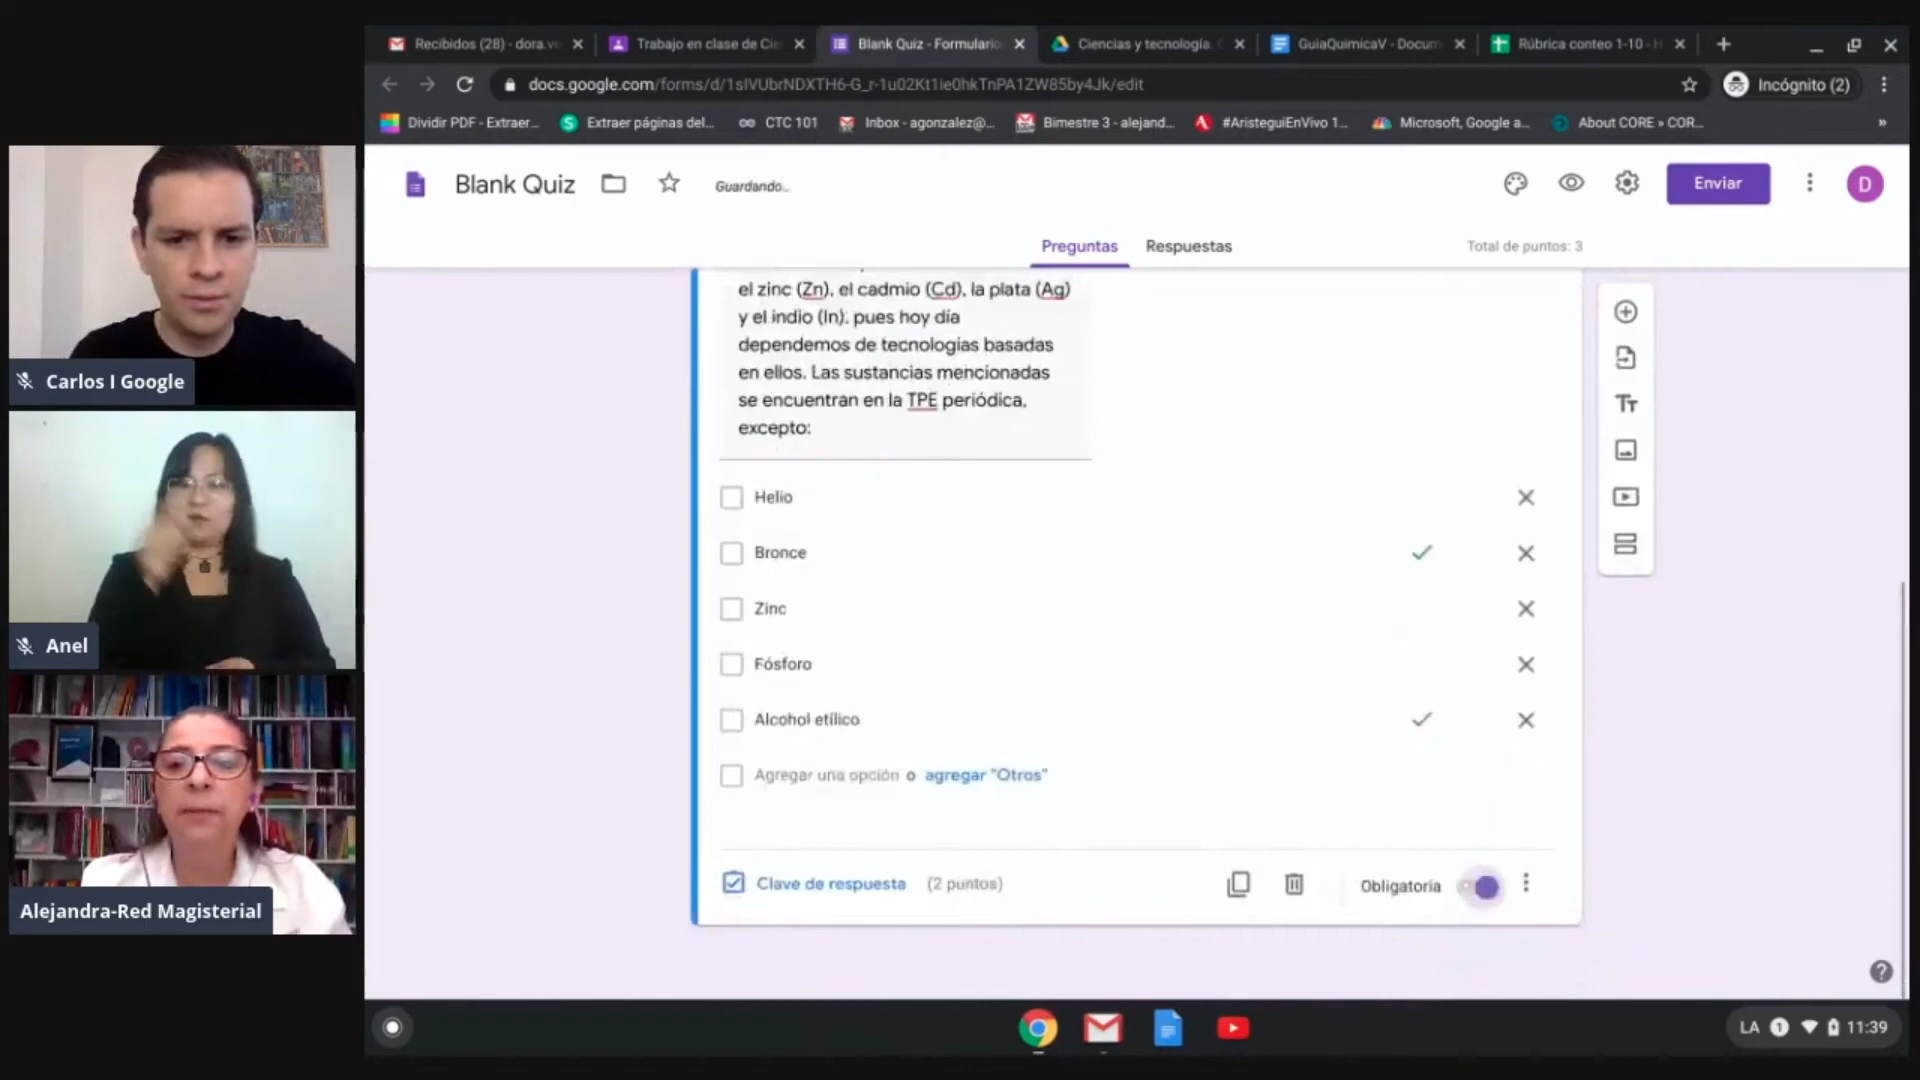 Recibidos (28) - dora.ve
Trabajo en clase de Cie
Blank Quiz - Formulario
Ciencias y tecnología.
GuiaQuimicaV - Docum
Rúbrica conteo 1-10 - H
docs.google.com/forms/d/1sIVUbrNDXTH6-G_r-1u02Kt1ie0hkTnPA1ZW85by4Jk/edit
Incógnito (2)
Dividir PDF - Extraer...
Extraer páginas del...
CTC 101
Inbox - agonzalez@...
Bimestre 3 - alejand...
#AristeguiEnVivo 1...
Microsoft, Google a...
About CORE » COR...
»
Blank Quiz
Guardando...
Enviar
D
Preguntas
Respuestas
Total de puntos: 3
el zinc (Zn), el cadmio (Cd), la plata (Ag)
y el indio (In), pues hoy día
dependemos de tecnologías basadas
en ellos. Las sustancias mencionadas
se encuentran en la TPE periódica,
excepto:
Helio
Bronce
Zinc
Fósforo
Alcohol etílico
Agregar una opción o agregar "Otros"
Clave de respuesta (2 puntos)
Obligatoria
LA 1 11:39
Carlos I Google
Anel
Alejandra-Red Magisterial